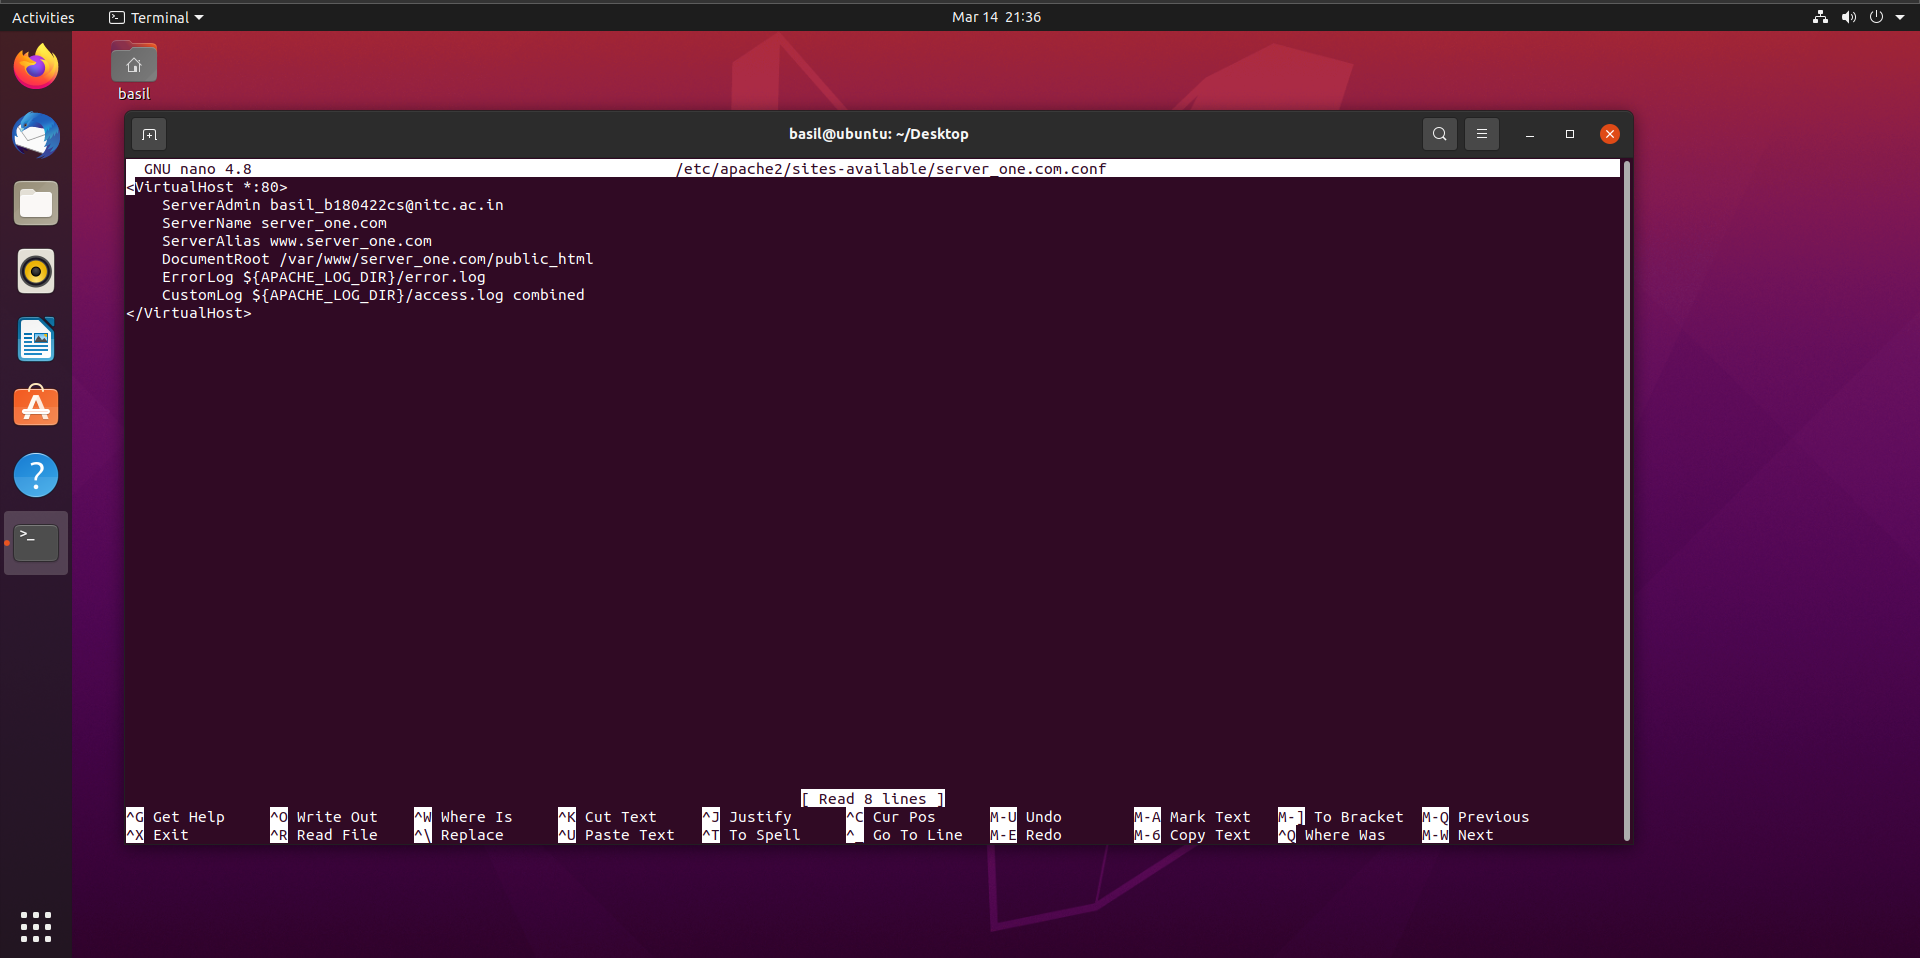 Activities
Terminal
Mar 14 21:36
basil
basil@ubuntu: ~/Desktop
GNU nano 4.8 /etc/apache2/sites-available/server_one.com.conf
<VirtualHost *:80>
    ServerAdmin basil_b180422cs@nitc.ac.in
    ServerName server_one.com
    ServerAlias www.server_one.com
    DocumentRoot /var/www/server_one.com/public_html
    ErrorLog ${APACHE_LOG_DIR}/error.log
    CustomLog ${APACHE_LOG_DIR}/access.log combined
</VirtualHost>
[ Read 8 lines ]
^G Get Help ^O Write Out ^W Where Is ^K Cut Text ^J Justify ^C Cur Pos M-U Undo M-A Mark Text M-] To Bracket M-Q Previous
^X Exit ^R Read File ^\ Replace ^U Paste Text ^T To Spell ^_ Go To Line M-E Redo M-6 Copy Text ^Q Where Was M-W Next